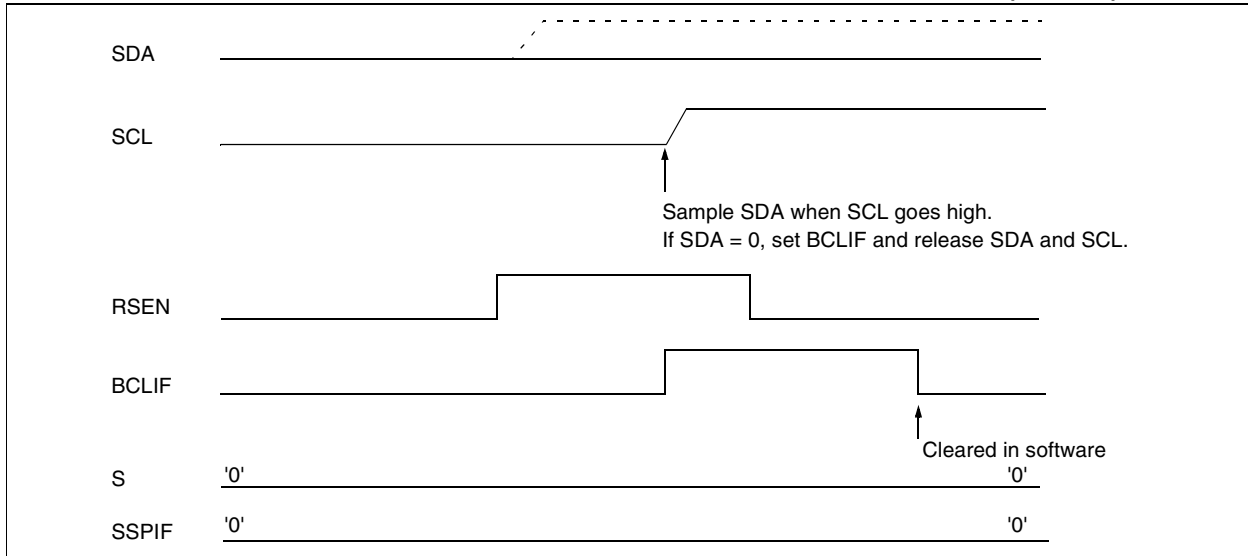 SDA
SCL
Sample SDA when SCL goes high.
If SDA = 0, set BCLIF and release SDA and SCL.
RSEN
BCLIF
Cleared in software
S '0' '0'
SSPIF '0' '0'